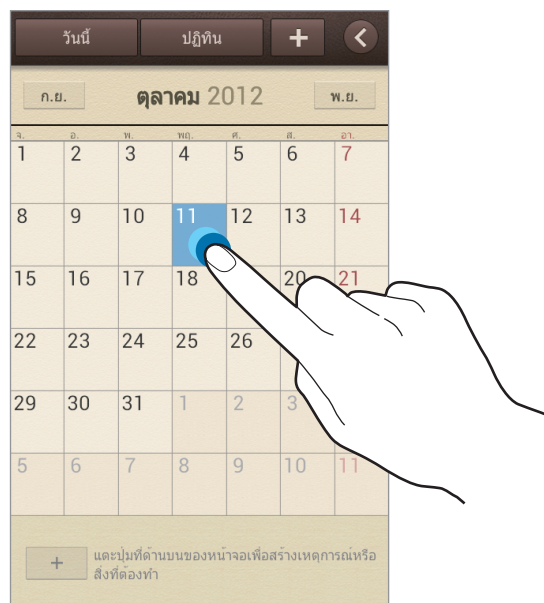 วันนี้ ปฏิทิน +
ก.ย. ตุลาคม 2012 พ.ย.
จ. อ. พ. พฤ. ศ. ส. อา.
1 2 3 4 5 6 7
8 9 10 11 12 13 14
15 16 17 18 20 21
22 23 24 25 26
29 30 31 1 2 3
5 6 7 8 9 10 11
+ แตะปุ่มที่ด้านบนของหน้าจอเพื่อสร้างเหตุการณ์หรือ
สิ่งที่ต้องทำ